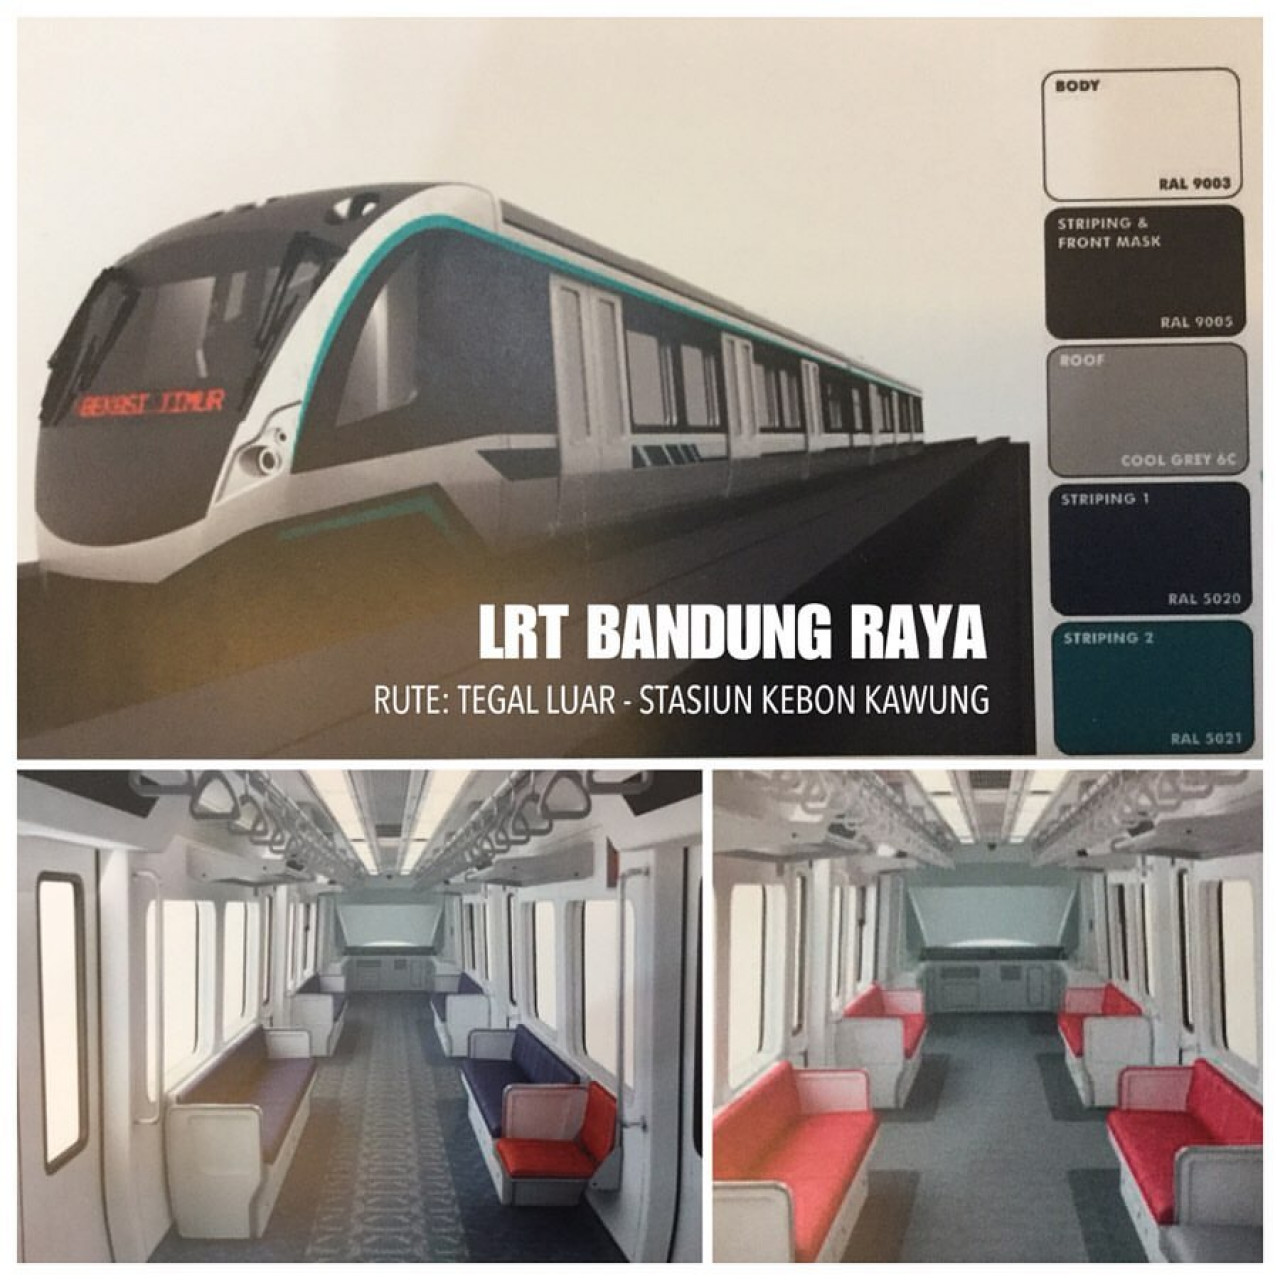 BODY
RAL 9003
STRIPING &
FRONT MASK
RAL 9005
ROOF
COOL GREY 6C
STRIPING 1
RAL 5020
STRIPING 2
RAL 5021
BEKASI TIMUR
LRT BANDUNG RAYA
RUTE: TEGAL LUAR - STASIUN KEBON KAWUNG